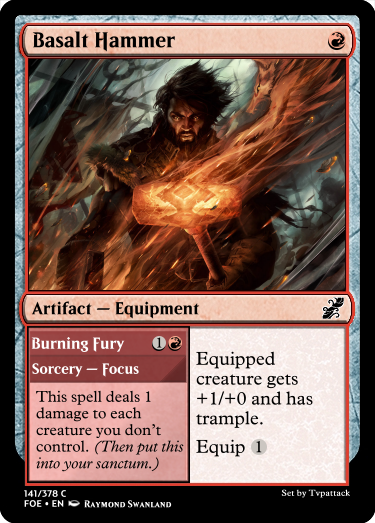 Basalt Hammer
Artifact — Equipment
Burning Fury 1
Sorcery — Focus
This spell deals 1
damage to each
creature you don't
control. (Then put this
into your sanctum.)
Equipped
creature gets
+1/+0 and has
trample.
Equip 1
141/378 C
FOE • EN Raymond Swanland
Set by Tvpattack